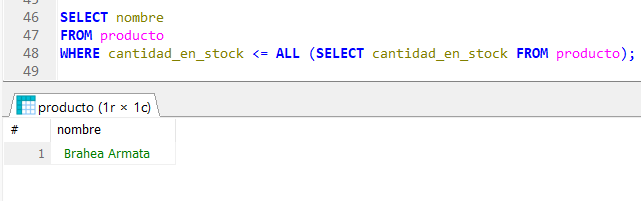 46 SELECT nombre
47 FROM producto
48 WHERE cantidad_en_stock <= ALL (SELECT cantidad_en_stock FROM producto);
49
producto (1r × 1c)
# nombre
1 Brahea Armata